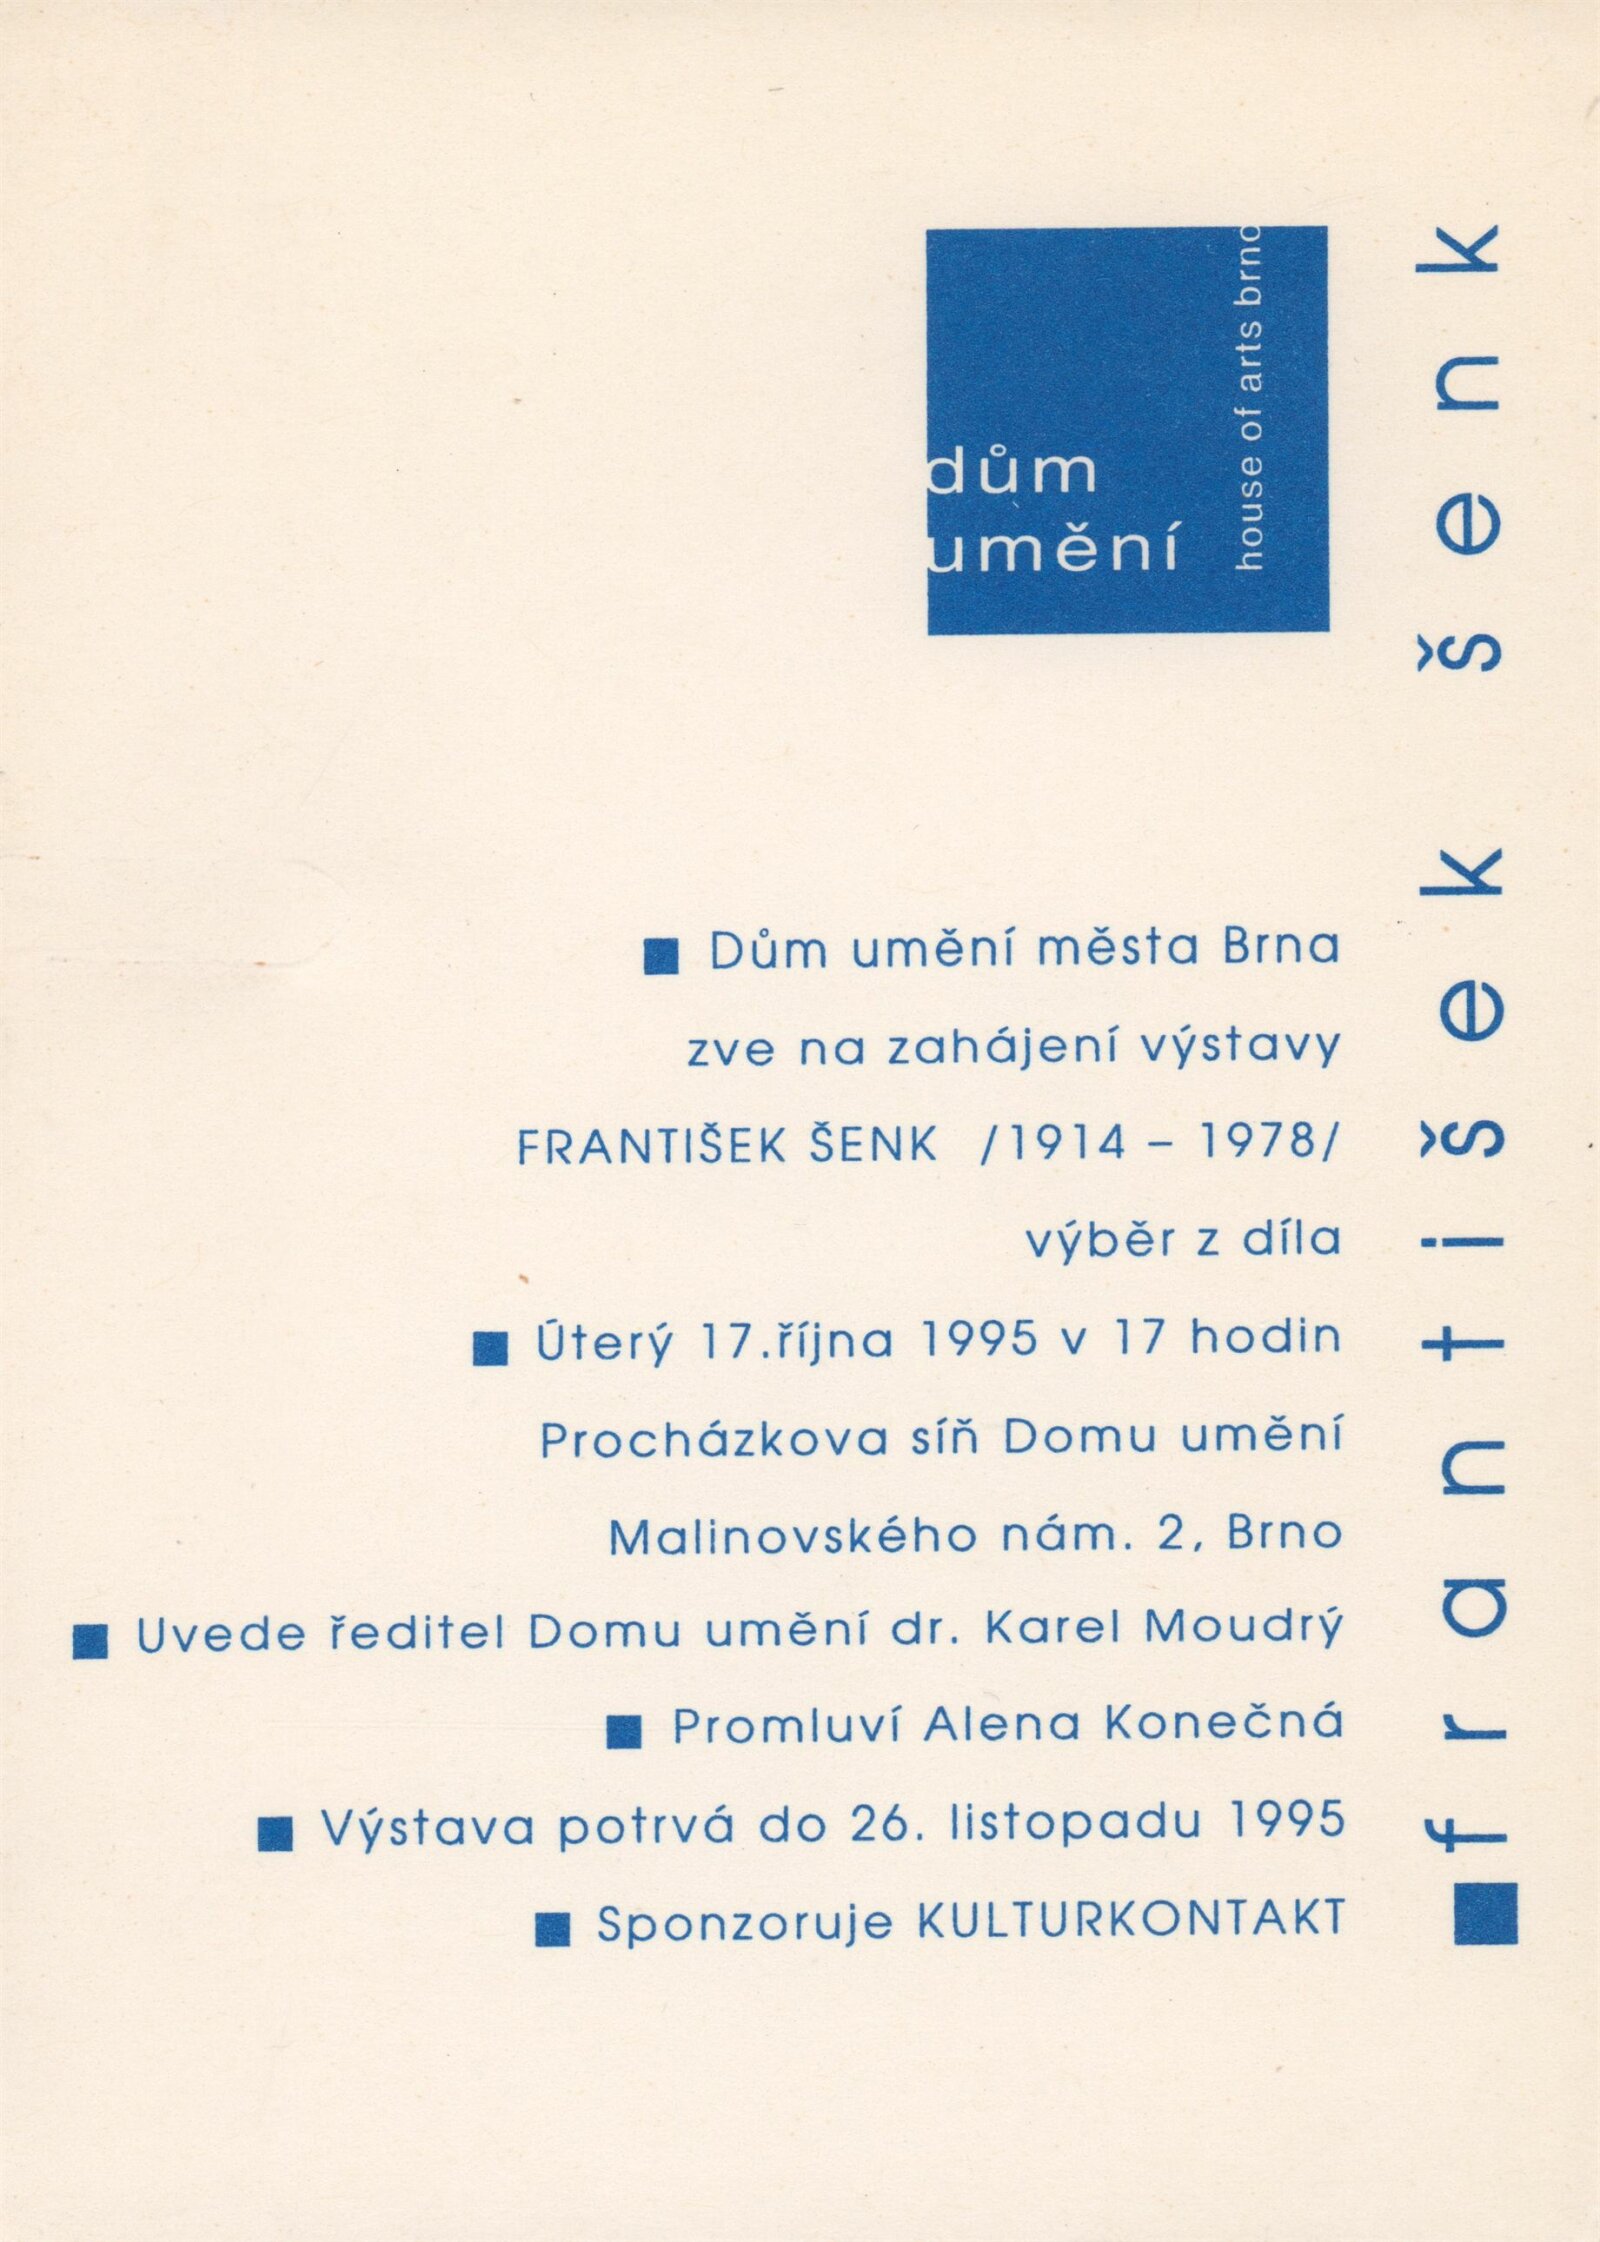 dům
umění
house of arts brno
františek šenk
Dům umění města Brna
zve na zahájení výstavy
FRANTIŠEK ŠENK /1914 – 1978/
výběr z díla
Úterý 17.října 1995 v 17 hodin
Procházkova síň Domu umění
Malinovského nám. 2, Brno
Uvede ředitel Domu umění dr. Karel Moudrý
Promluví Alena Konečná
Výstava potrvá do 26. listopadu 1995
Sponzoruje KULTURKONTAKT